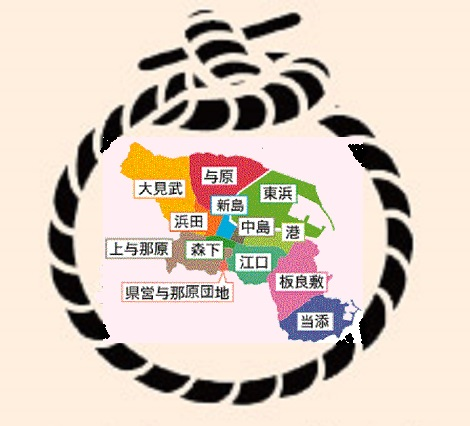 与原
大見武
東浜
新島
浜田
中島
港
上与那原
森下
江口
板良敷
県営与那原団地
当添